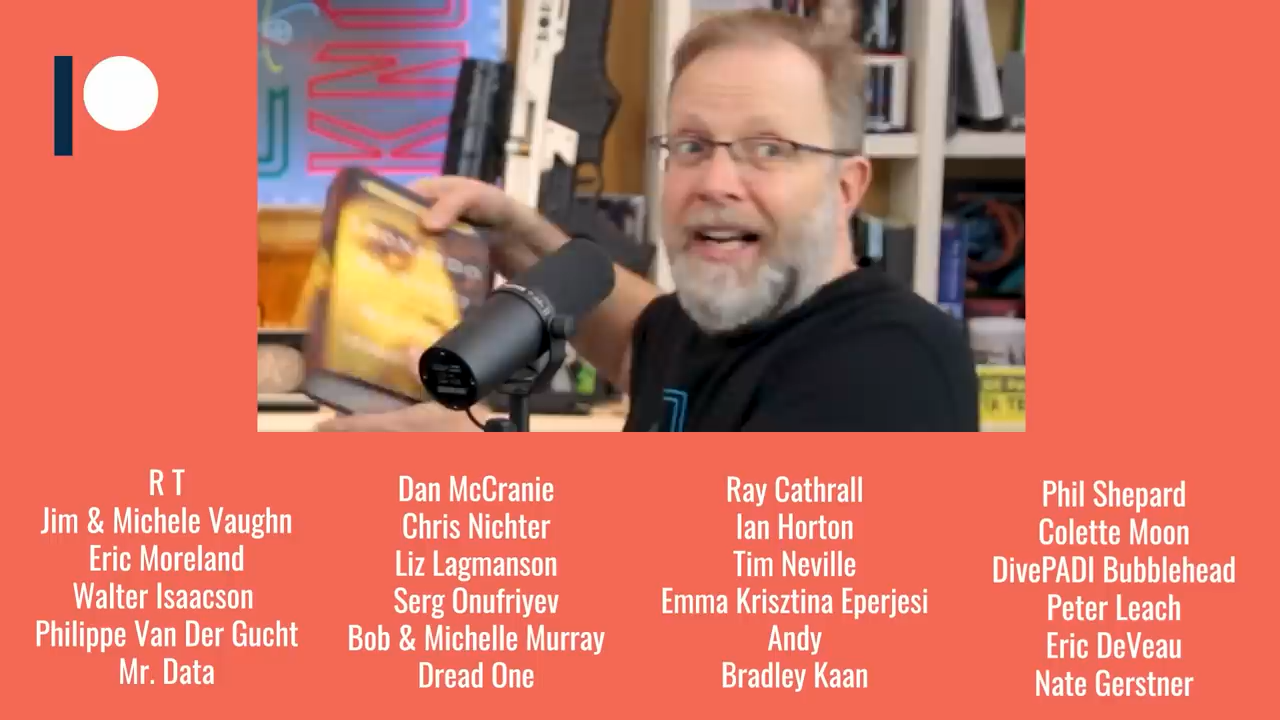 KNO
R T
Jim & Michele Vaughn
Eric Moreland
Walter Isaacson
Philippe Van Der Gucht
Mr. Data
Dan McCranie
Chris Nichter
Liz Lagmanson
Serg Onufriyev
Bob & Michelle Murray
Dread One
Ray Cathrall
Ian Horton
Tim Neville
Emma Krisztina Eperjesi
Andy
Bradley Kaan
Phil Shepard
Colette Moon
DivePADI Bubblehead
Peter Leach
Eric DeVeau
Nate Gerstner